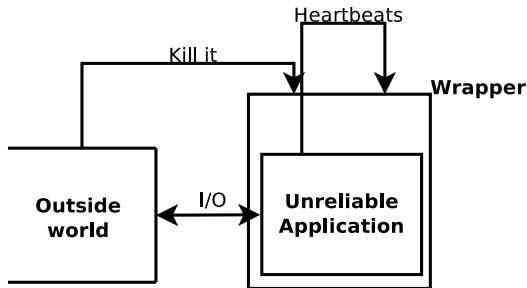 Heartbeats
Kill it
Wrapper
Outside
world
I/O
Unreliable
Application